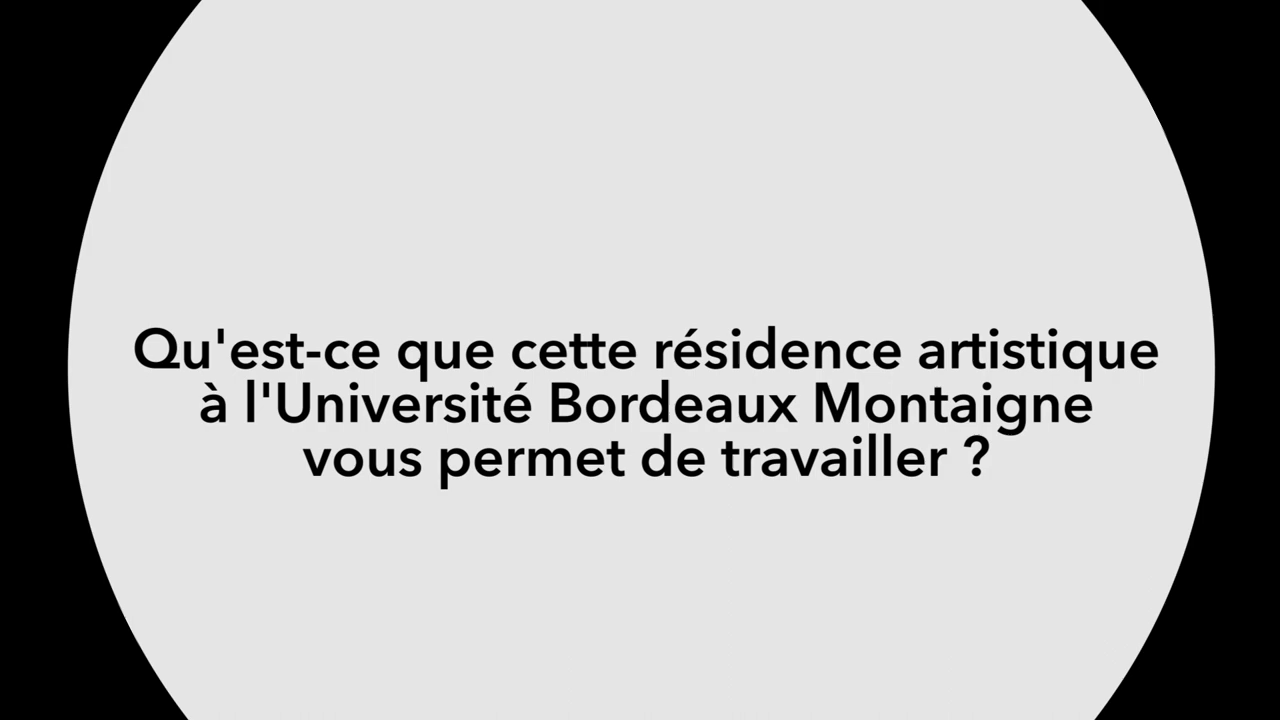 Qu'est-ce que cette résidence artistique
à l'Université Bordeaux Montaigne
vous permet de travailler ?